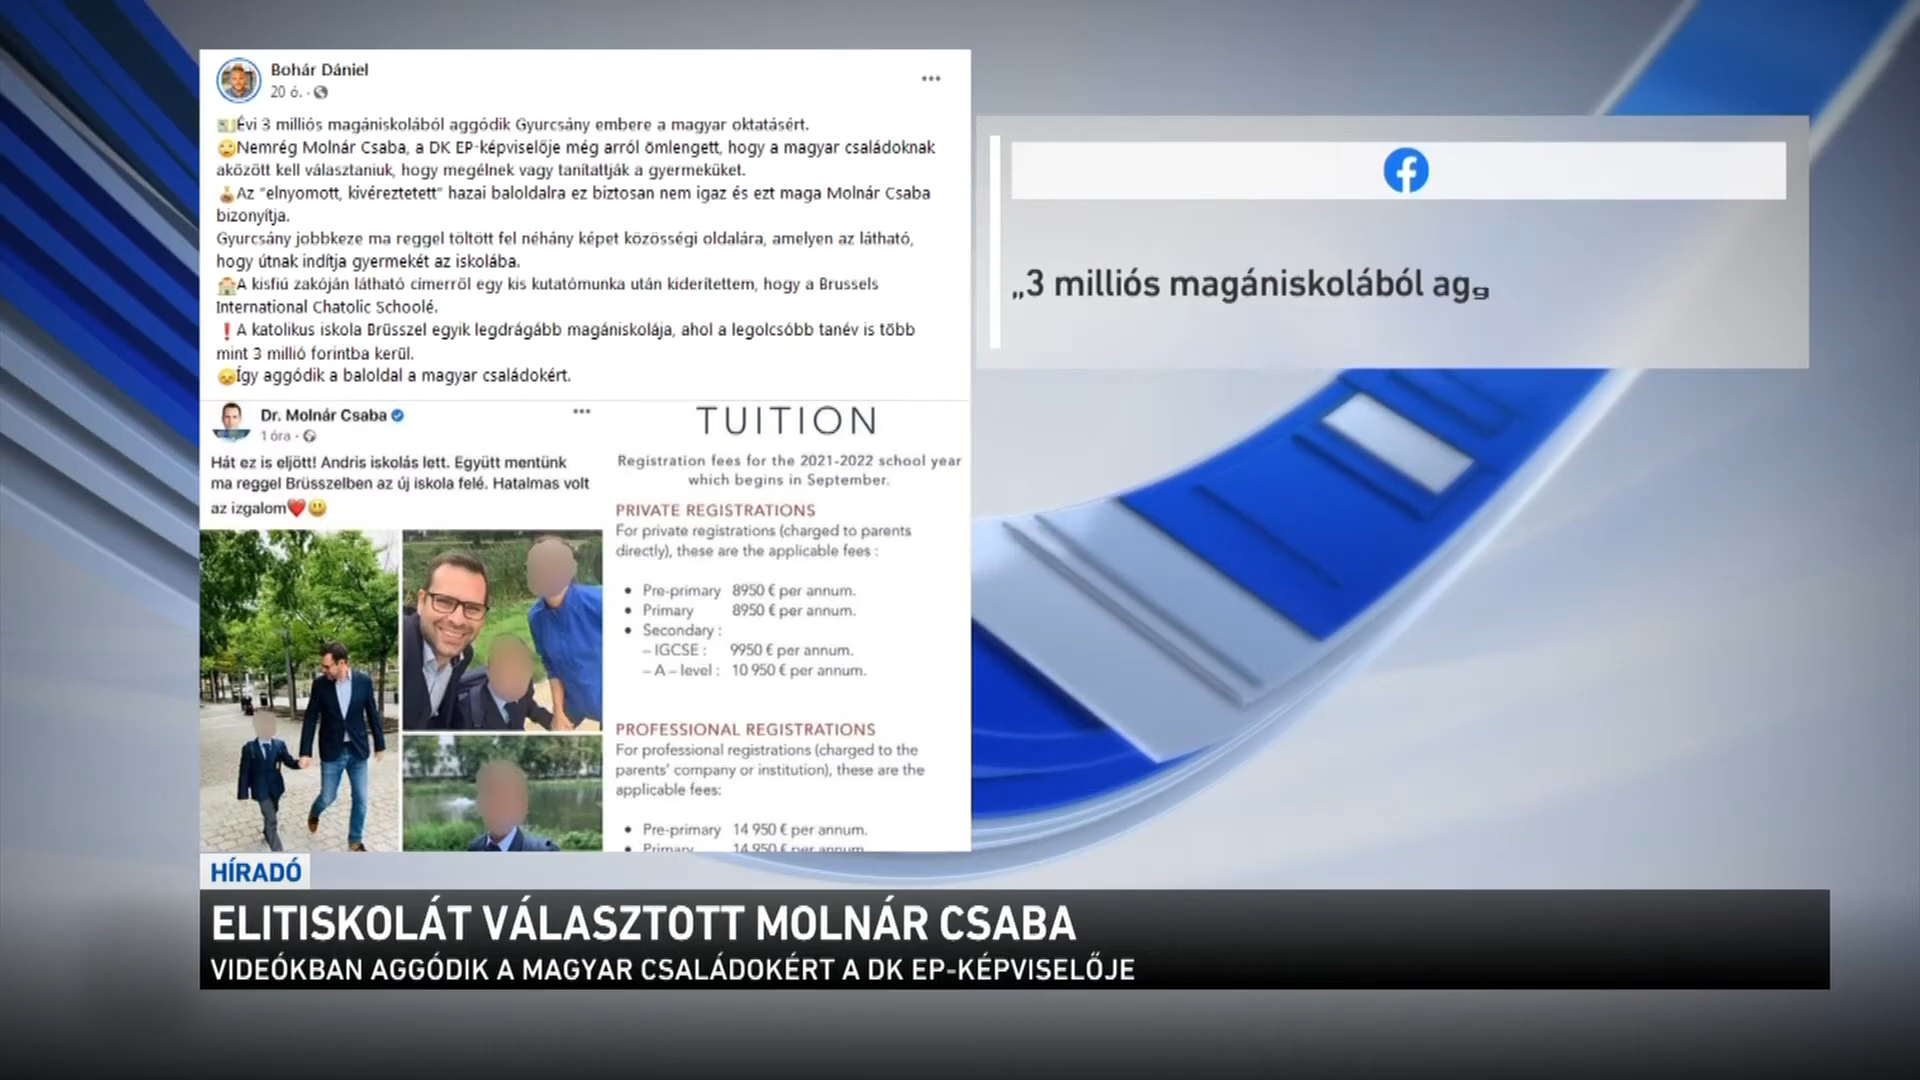 Bohár Dániel
20 ó. ·
Évi 3 milliós magániskolából aggódik Gyurcsány embere a magyar oktatásért.
Nemrég Molnár Csaba, a DK EP-képviselője még arról ömlengett, hogy a magyar családoknak
aközött kell választaniuk, hogy megélnek vagy tanítattják a gyermeküket.
Az "elnyomott, kivéreztetett" hazai baloldalra ez biztosan nem igaz és ezt maga Molnár Csaba
bizonyítja.
Gyurcsány jobbkeze ma reggel töltött fel néhány képet közösségi oldalára, amelyen az látható,
hogy útnak indítja gyermekét az iskolába.
A kisfiú zakóján látható címerről egy kis kutatómunka után kiderítettem, hogy a Brussels
International Chatolic Schoolé.
A katolikus iskola Brüsszel egyik legdrágább magániskolája, ahol a legolcsóbb tanév is több
mint 3 millió forintba kerül.
Így aggódik a baloldal a magyar családokért.
Dr. Molnár Csaba
1 óra ·
Hát ez is eljött! Andris iskolás lett. Együtt mentünk
ma reggel Brüsszelben az új iskola felé. Hatalmas volt
az izgalom
TUITION
Registration fees for the 2021-2022 school year
which begins in September.
PRIVATE REGISTRATIONS
For private registrations (charged to parents
directly), these are the applicable fees :
• Pre-primary 8950 € per annum.
• Primary 8950 € per annum.
• Secondary :
– IGCSE : 9950 € per annum.
– A – level : 10 950 € per annum.
PROFESSIONAL REGISTRATIONS
For professional registrations (charged to the
parents' company or institution), these are the
applicable fees:
• Pre-primary 14 950 € per annum.
• Primary 14 950 € per annum.
„3 milliós magániskolából agg
HÍRADÓ
ELITISKOLÁT VÁLASZTOTT MOLNÁR CSABA
VIDEÓKBAN AGGÓDIK A MAGYAR CSALÁDOKÉRT A DK EP-KÉPVISELŐJE